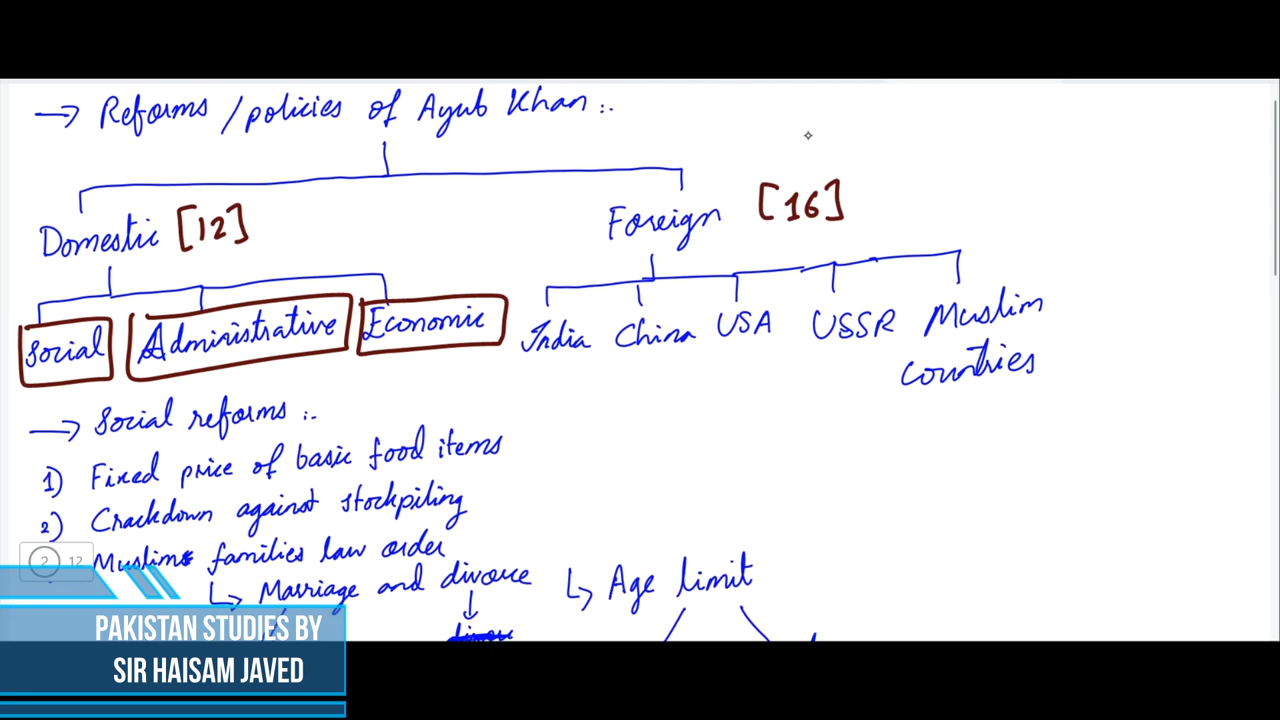 → Reforms / policies of Ayub Khan :.
Domestic [12]
Foreign [16]
Social Administrative Economic
India China USA USSR Muslim countries
→ Social reforms :.
1) Fixed price of basic food items
2) Crackdown against stockpiling
Muslims families law order
2 12
↳ Marriage and divorce ↳ Age limit
PAKISTAN STUDIES BY
SIR HAISAM JAVED